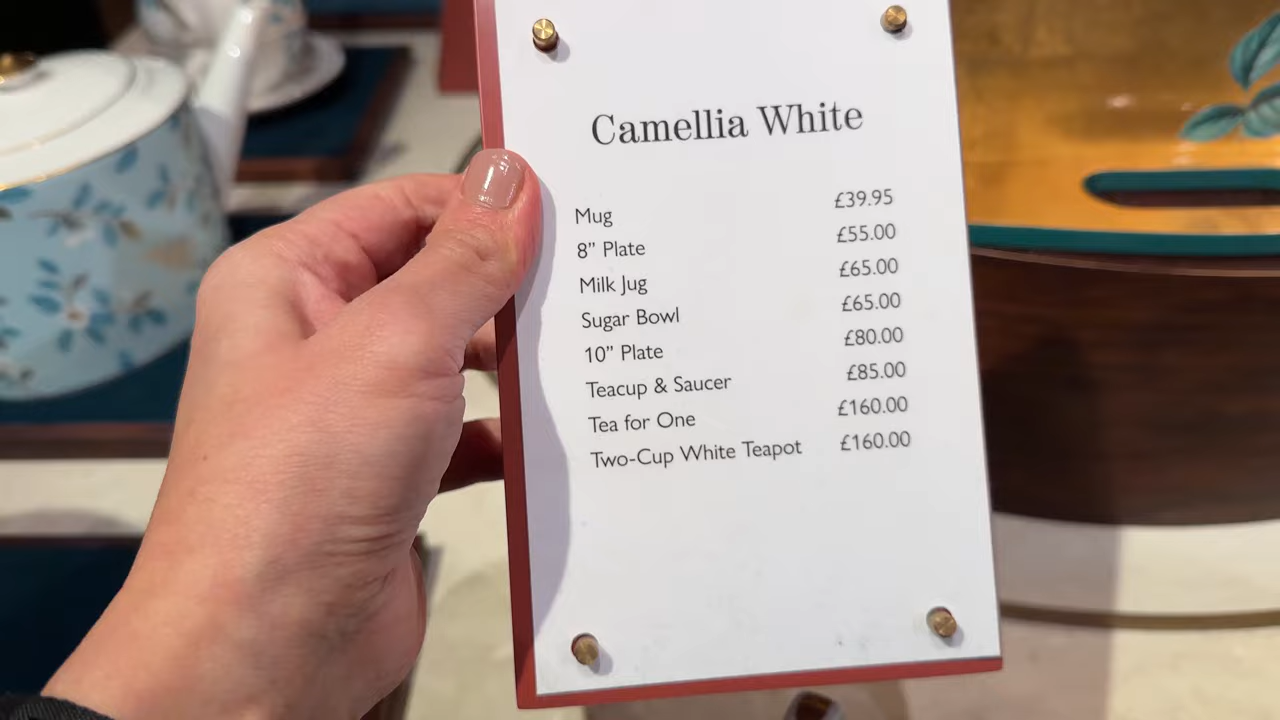 Camellia White
Mug £39.95
8” Plate £55.00
Milk Jug £65.00
Sugar Bowl £65.00
10” Plate £80.00
Teacup & Saucer £85.00
Tea for One £160.00
Two-Cup White Teapot £160.00